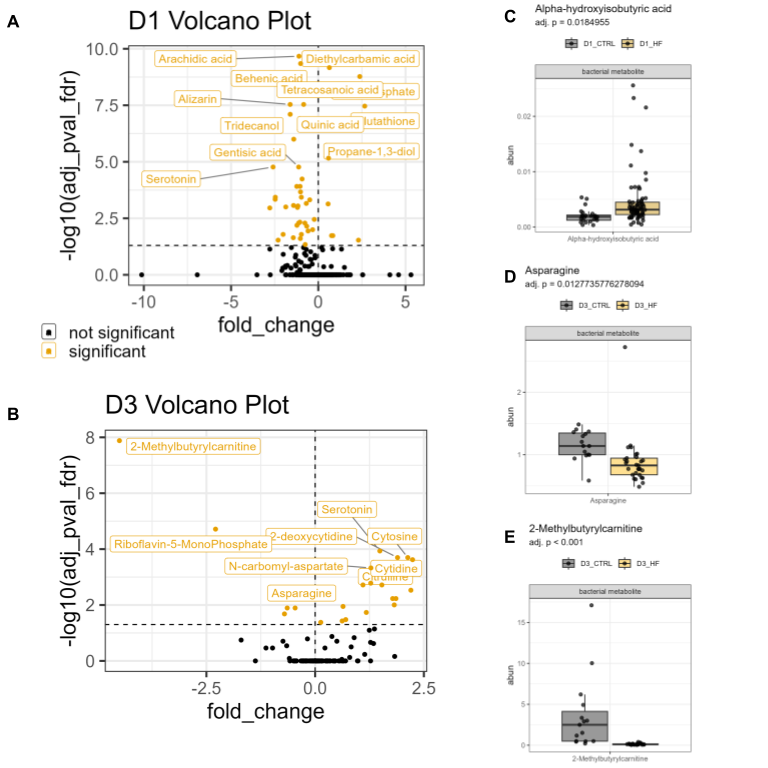 A
D1 Volcano Plot
-log10(adj_pval_fdr)
10.0
7.5
5.0
2.5
0.0
Arachidic acid
Diethylcarbamic acid
Behenic acid
Tetracosanoic acid
Alizarin
Tridecanol
Quinic acid
Gentisic acid
Propane-1,3-diol
Serotonin
-10
-5
0
5
fold_change
not significant
significant
B
D3 Volcano Plot
-log10(adj_pval_fdr)
8
6
4
2
0
2-Methylbutyrylcarnitine
Serotonin
Riboflavin-5-MonoPhosphate
2-deoxycytidine
Cytosine
N-carbomyl-aspartate
Cytidine
Citrulline
Asparagine
-2.5
0.0
2.5
fold_change
C
Alpha-hydroxyisobutyric acid
adj. p = 0.0184955
D1_CTRL
D1_HF
bacterial metabolite
abun
0.02
0.01
0.00
Alpha-hydroxyisobutyric acid
D
Asparagine
adj. p = 0.0127735776278094
D3_CTRL
D3_HF
bacterial metabolite
abun
2
1
Asparagine
E
2-Methylbutyrylcarnitine
adj. p < 0.001
D3_CTRL
D3_HF
bacterial metabolite
abun
15
10
5
0
2-Methylbutyrylcarnitine